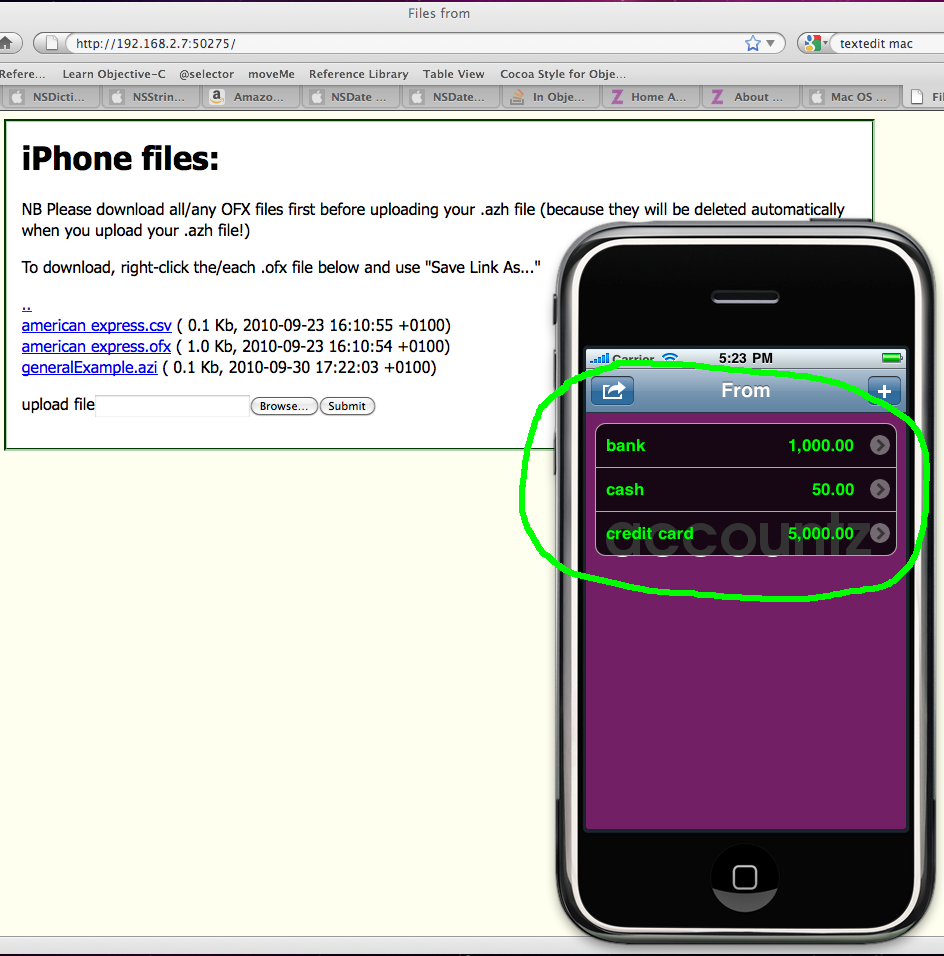 Files from
http://192.168.2.7:50275/
textedit mac
Refere... Learn Objective-C @selector moveMe Reference Library Table View Cocoa Style for Obje...
NSDicti... NSStrin... Amazo... NSDate ... NSDate... In Obje... Home A... About ... Mac OS ... Fil
iPhone files:
NB Please download all/any OFX files first before uploading your .azh file (because they will be deleted automatically
when you upload your .azh file!)
To download, right-click the/each .ofx file below and use "Save Link As..."
..
american express.csv ( 0.1 Kb, 2010-09-23 16:10:55 +0100)
american express.ofx ( 1.0 Kb, 2010-09-23 16:10:54 +0100)
generalExample.azi ( 0.1 Kb, 2010-09-30 17:22:03 +0100)
upload file Browse... Submit
Carrier 5:23 PM
From +
bank 1,000.00
cash 50.00
credit card 5,000.00
accountz